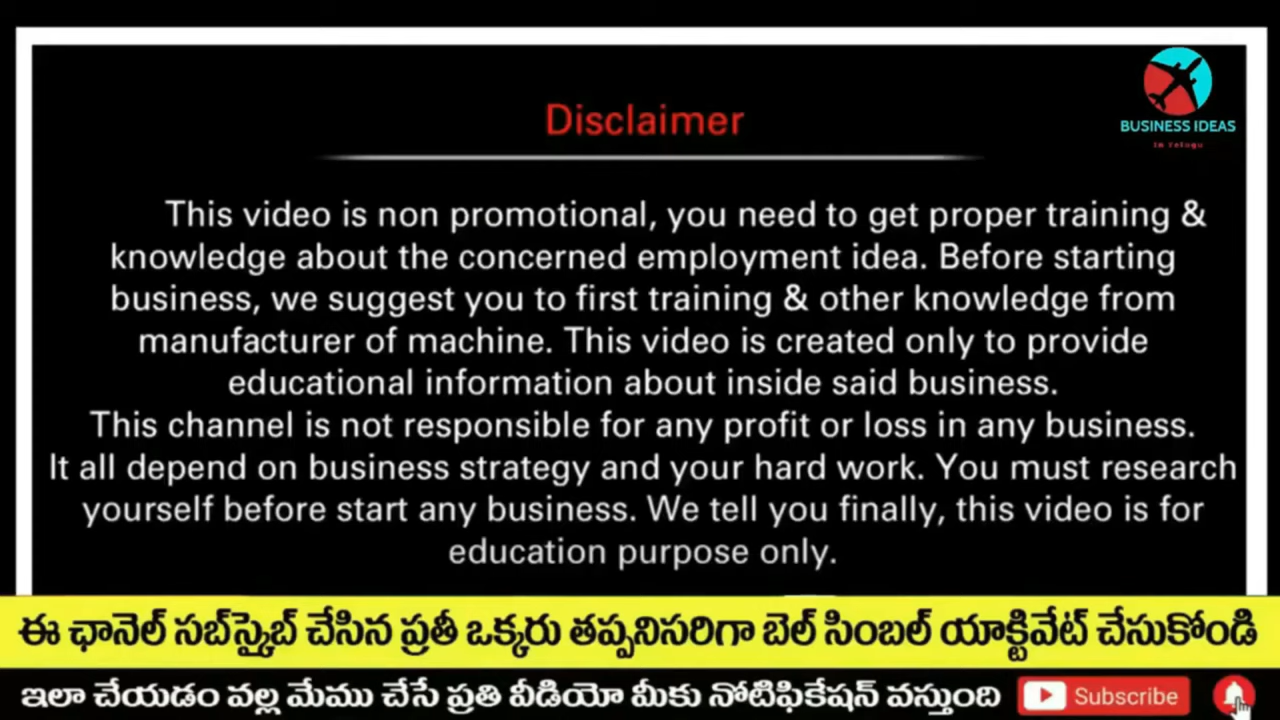 Disclaimer
BUSINESS IDEAS
In Telugu
This video is non promotional, you need to get proper training &
knowledge about the concerned employment idea. Before starting
business, we suggest you to first training & other knowledge from
manufacturer of machine. This video is created only to provide
educational information about inside said business.
This channel is not responsible for any profit or loss in any business.
It all depend on business strategy and your hard work. You must research
yourself before start any business. We tell you finally, this video is for
education purpose only.
ఈ ఛానెల్ సబ్‌స్క్రైబ్ చేసిన ప్రతీ ఒక్కరు తప్పనిసరిగా బెల్ సింబల్ యాక్టివేట్ చేసుకోండి
ఇలా చేయడం వల్ల మేము చేసే ప్రతి వీడియో మీకు నోటిఫికేషన్ వస్తుంది
Subscribe